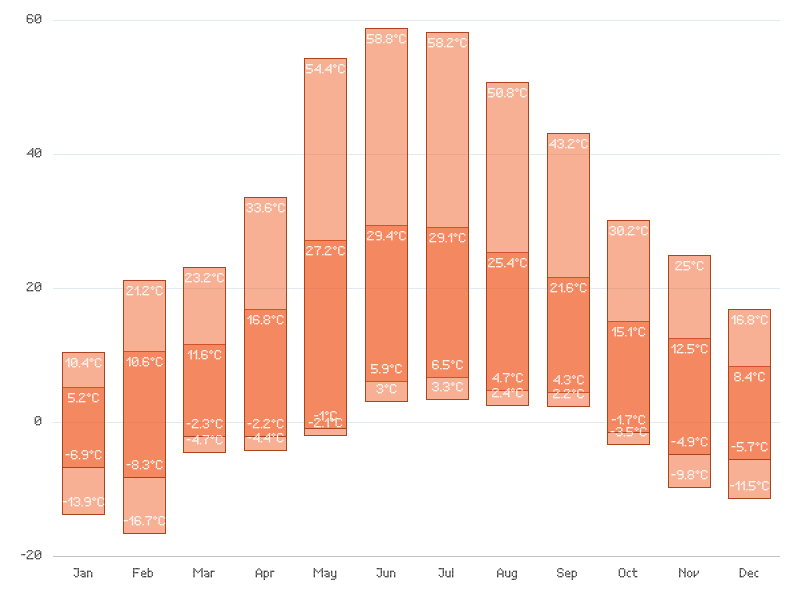 60
40
20
0
-20
10.4°C
5.2°C
-6.9°C
-13.9°C
21.2°C
10.6°C
-8.3°C
-16.7°C
23.2°C
11.6°C
-2.3°C
-4.7°C
33.6°C
16.8°C
-2.2°C
-4.4°C
54.4°C
27.2°C
-1°C
-2.1°C
58.8°C
29.4°C
5.9°C
3°C
58.2°C
29.1°C
6.5°C
3.3°C
50.8°C
25.4°C
4.7°C
2.4°C
43.2°C
21.6°C
4.3°C
2.2°C
30.2°C
15.1°C
-1.7°C
-3.5°C
25°C
12.5°C
-4.9°C
-9.8°C
16.8°C
8.4°C
-5.7°C
-11.5°C
Jan Feb Mar Apr May Jun Jul Aug Sep Oct Nov Dec